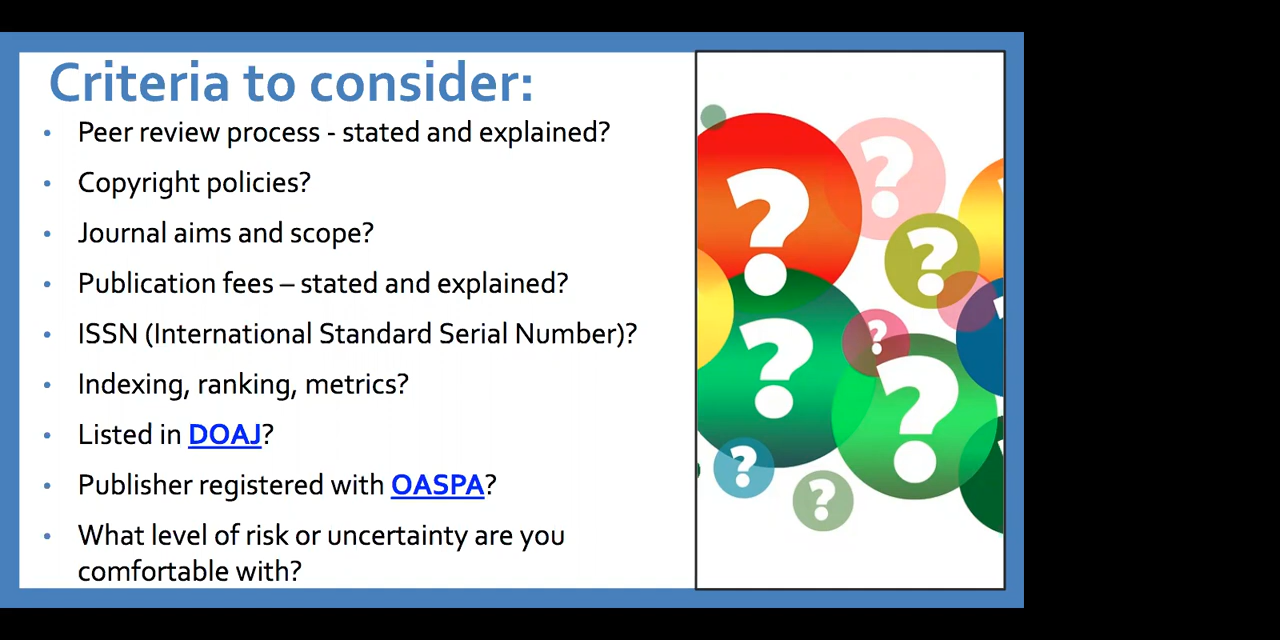 Criteria to consider:
• Peer review process - stated and explained?
• Copyright policies?
• Journal aims and scope?
• Publication fees – stated and explained?
• ISSN (International Standard Serial Number)?
• Indexing, ranking, metrics?
• Listed in DOAJ?
• Publisher registered with OASPA?
• What level of risk or uncertainty are you
comfortable with?
?
?
?
?
?
?
?
?